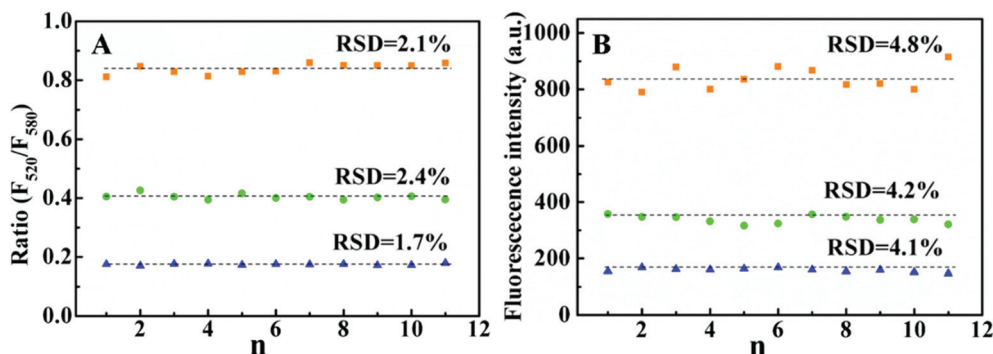 A
RSD=2.1%
RSD=2.4%
RSD=1.7%
Ratio (F520/F580)
1.0
0.8
0.6
0.4
0.2
0.0
2 4 6 8 10 12
n
B
RSD=4.8%
RSD=4.2%
RSD=4.1%
Fluorescecence intensity (a.u.)
1000
800
600
400
200
0
0 2 4 6 8 10 12
n